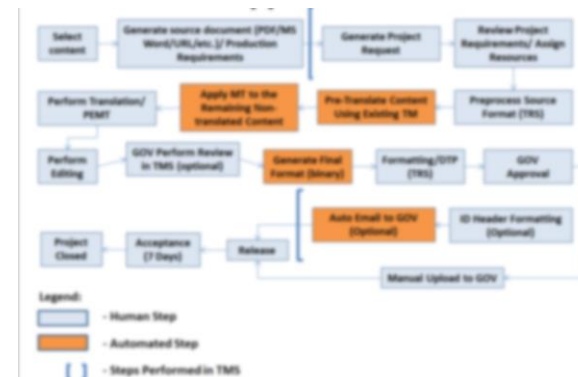 Select
content
Generate source document (PDF/MS
Word/URL/etc.)/ Production
Requirements
Generate Project
Request
Review Project
Requirements/ Assign
Resources
Perform Translation/
PEMT
Apply MT to the
Remaining Non-
translated Content
Pre-Translate Content
Using Existing TM
Preprocess Source
Format (TRS)
Perform
Editing
GOV Perform Review
in TMS (optional)
Generate Final
Format (binary)
Formatting/DTP
(TRS)
GOV
Approval
Project
Closed
Acceptance
(7 Days)
Release
Auto Email to GOV
(Optional)
ID Header Formatting
(Optional)
Manual Upload to GOV
Legend:
- Human Step
- Automated Step
- Steps Performed in TMS